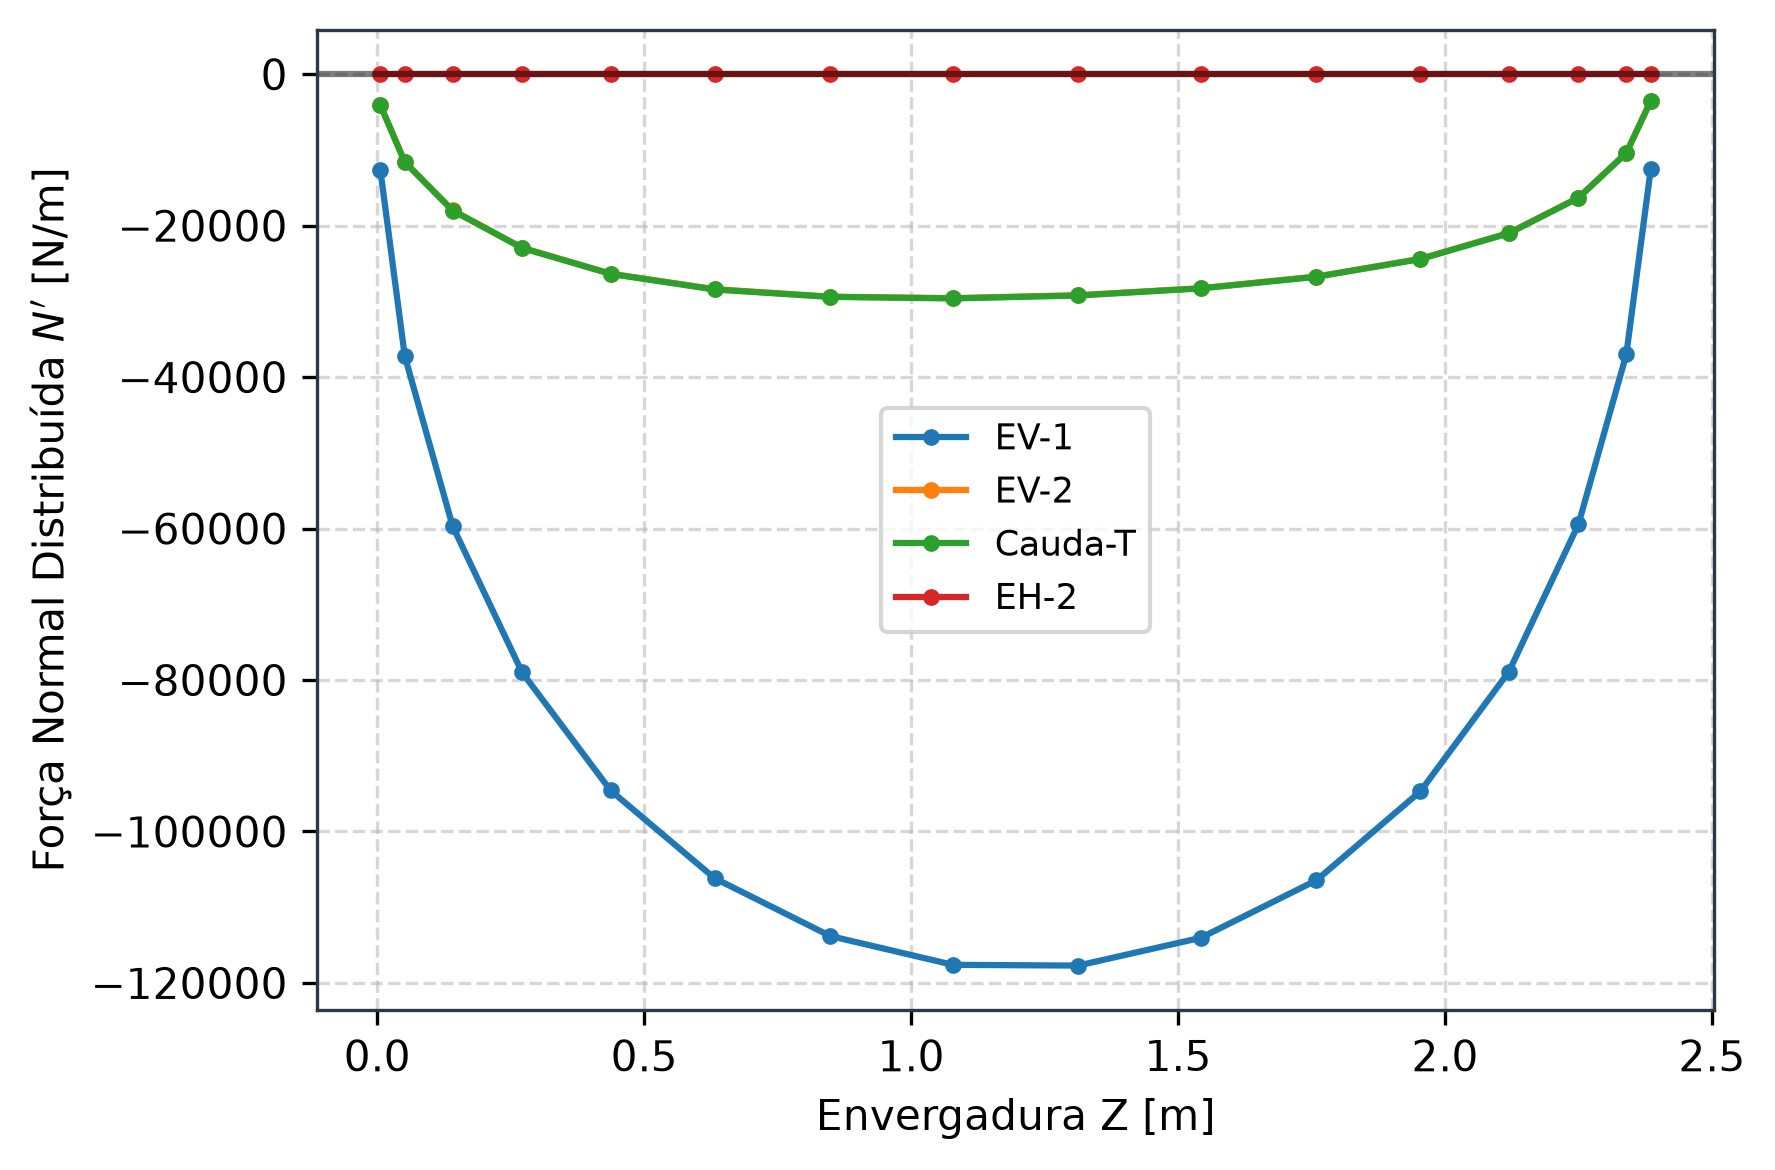 Força Normal Distribuída N′ [N/m]
0
−20000
−40000
−60000
−80000
−100000
−120000
EV-1
EV-2
Cauda-T
EH-2
0.0 0.5 1.0 1.5 2.0 2.5
Envergadura Z [m]